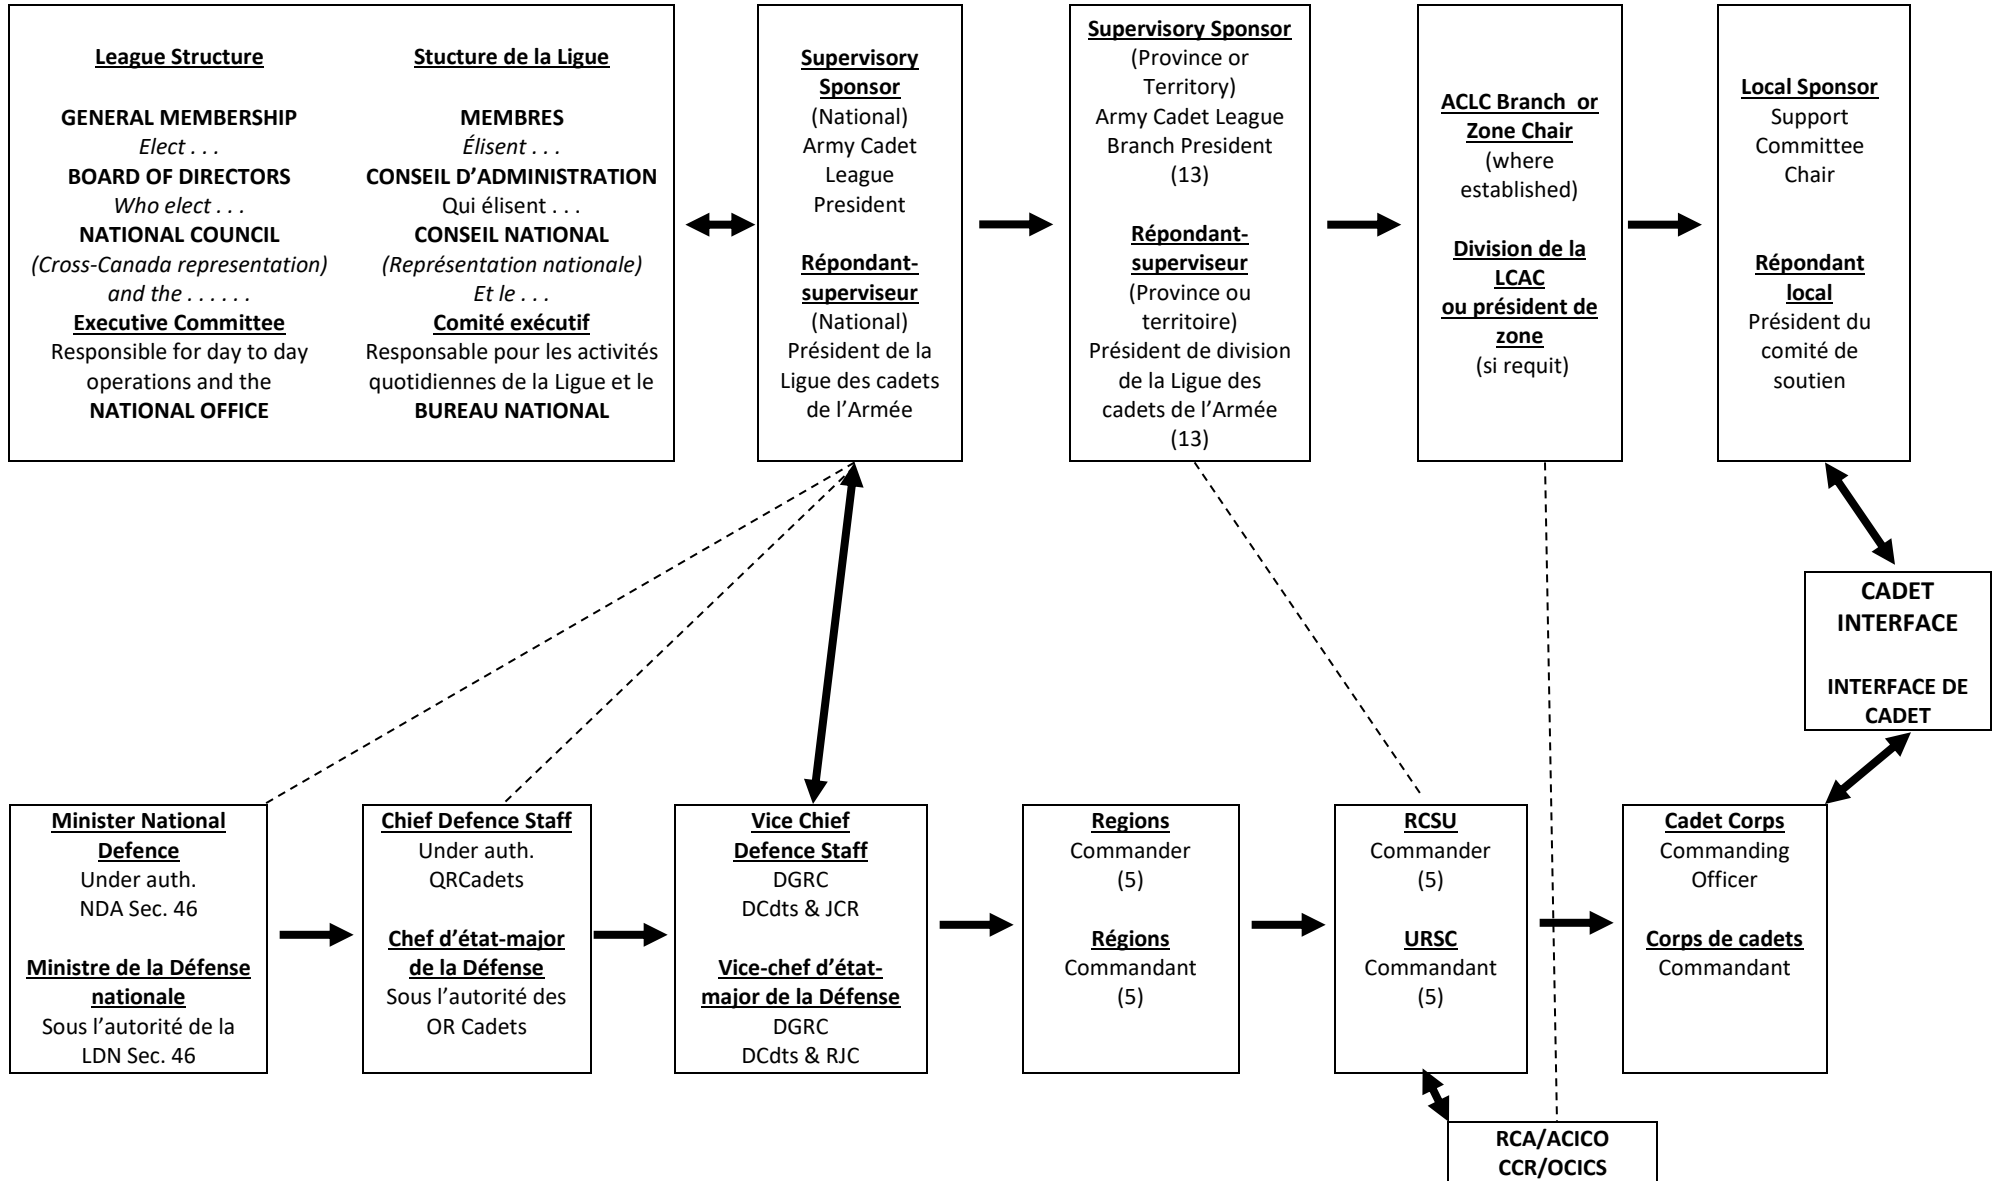 League Structure
GENERAL MEMBERSHIP
Elect . . .
BOARD OF DIRECTORS
Who elect . . .
NATIONAL COUNCIL
(Cross-Canada representation)
and the . . . . . .
Executive Committee
Responsible for day to day
operations and the
NATIONAL OFFICE
Stucture de la Ligue
MEMBRES
Élisent . . .
CONSEIL D’ADMINISTRATION
Qui élisent . . .
CONSEIL NATIONAL
(Représentation nationale)
Et le . . .
Comité exécutif
Responsable pour les activités
quotidiennes de la Ligue et le
BUREAU NATIONAL
Supervisory
Sponsor
(National)
Army Cadet
League
President
Répondant-
superviseur
(National)
Président de la
Ligue des cadets
de l’Armée
Supervisory Sponsor
(Province or
Territory)
Army Cadet League
Branch President
(13)
Répondant-
superviseur
(Province ou
territoire)
Président de division
de la Ligue des
cadets de l’Armée
(13)
ACLC Branch or
Zone Chair
(where
established)
Division de la
LCAC
ou président de
zone
(si requit)
Local Sponsor
Support
Committee
Chair
Répondant
local
Président du
comité de
soutien
CADET
INTERFACE
INTERFACE DE
CADET
Minister National
Defence
Under auth.
NDA Sec. 46
Ministre de la Défense
nationale
Sous l’autorité de la
LDN Sec. 46
Chief Defence Staff
Under auth.
QRCadets
Chef d’état-major
de la Défense
Sous l’autorité des
OR Cadets
Vice Chief
Defence Staff
DGRC
DCdts & JCR
Vice-chef d’état-
major de la Défense
DGRC
DCdts & RJC
Regions
Commander
(5)
Régions
Commandant
(5)
RCSU
Commander
(5)
URSC
Commandant
(5)
Cadet Corps
Commanding
Officer
Corps de cadets
Commandant
RCA/ACICO
CCR/OCICS